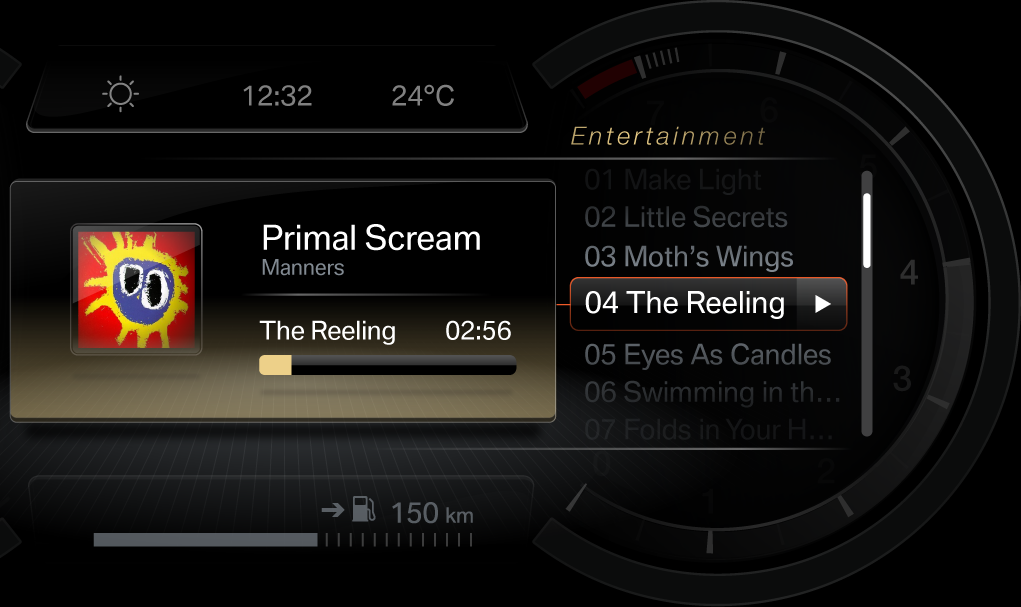 12:32
24°C
7
6
5
Entertainment
01 Make Light
02 Little Secrets
Primal Scream
Manners
03 Moth's Wings
4
04 The Reeling
The Reeling
02:56
05 Eyes As Candles
3
06 Swimming in th...
07 Folds in Your H...
0
1
2
150 km